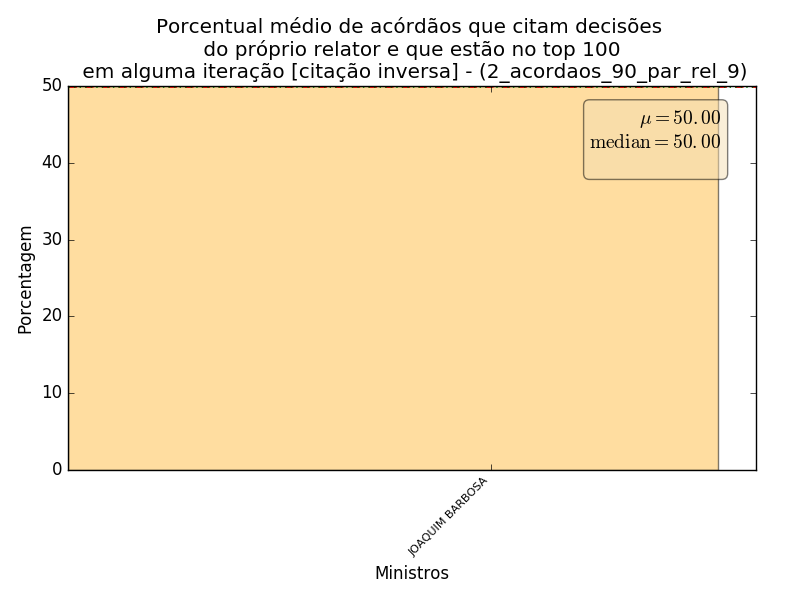 Porcentual médio de acórdãos que citam decisões
do próprio relator e que estão no top 100
em alguma iteração [citação inversa] - (2_acordaos_90_par_rel_9)
50
40
30
20
10
0
Porcentagem
μ = 50.00
median = 50.00
JOAQUIM BARBOSA
Ministros